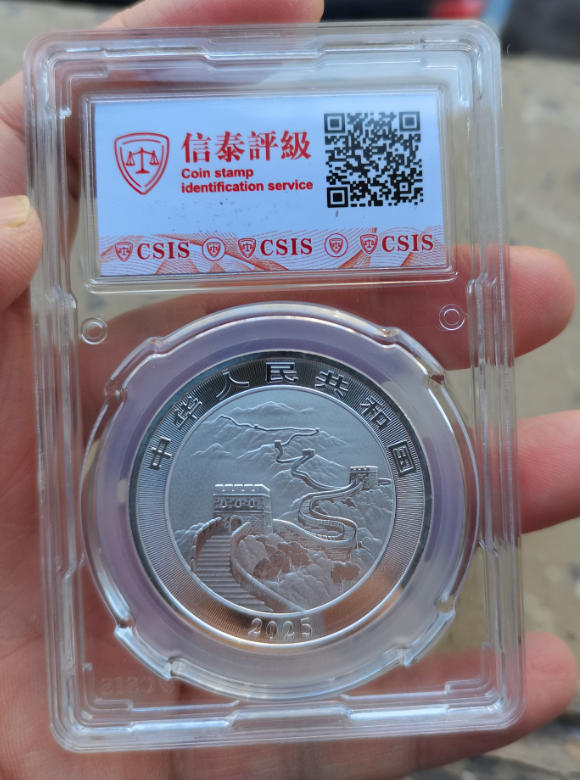 信泰評級
Coin stamp
identification service
CSIS CSIS CSIS
中华人民共和国
2025
CSIS